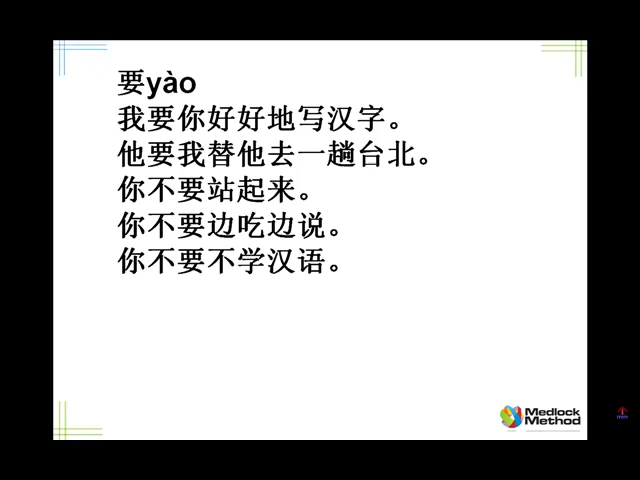 要yào
我要你好好地写汉字。
他要我替他去一趟台北。
你不要站起来。
你不要边吃边说。
你不要不学汉语。
Medlock
Method